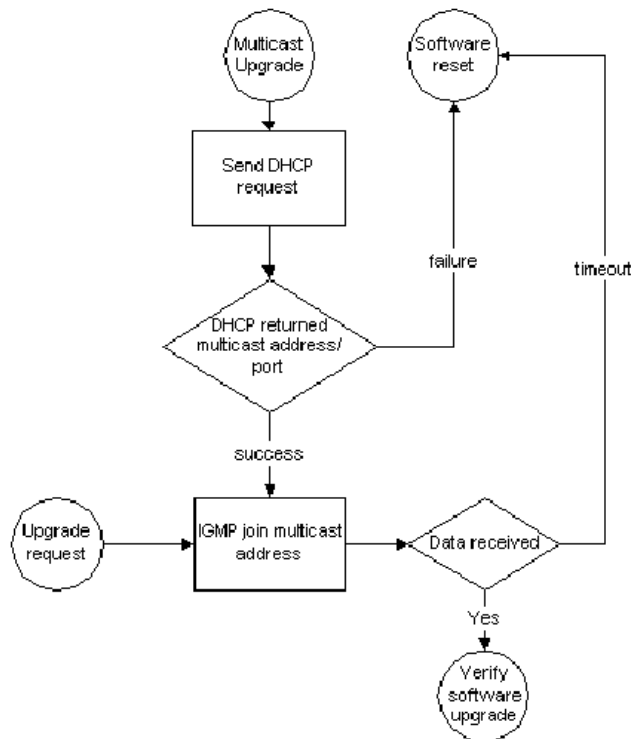 Multicast
Upgrade
Software
reset
Send DHCP
request
failure
timeout
DHCP returned
multicast address/
port
success
Upgrade
request
IGMP join multicast
address
Data received
Yes
Verify
software
upgrade